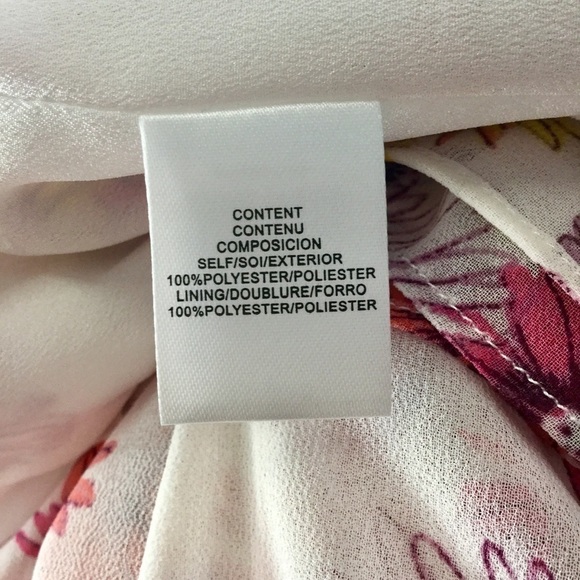 CONTENT
CONTENU
COMPOSICION
SELF/SOI/EXTERIOR
100%POLYESTER/POLIESTER
LINING/DOUBLURE/FORRO
100%POLYESTER/POLIESTER